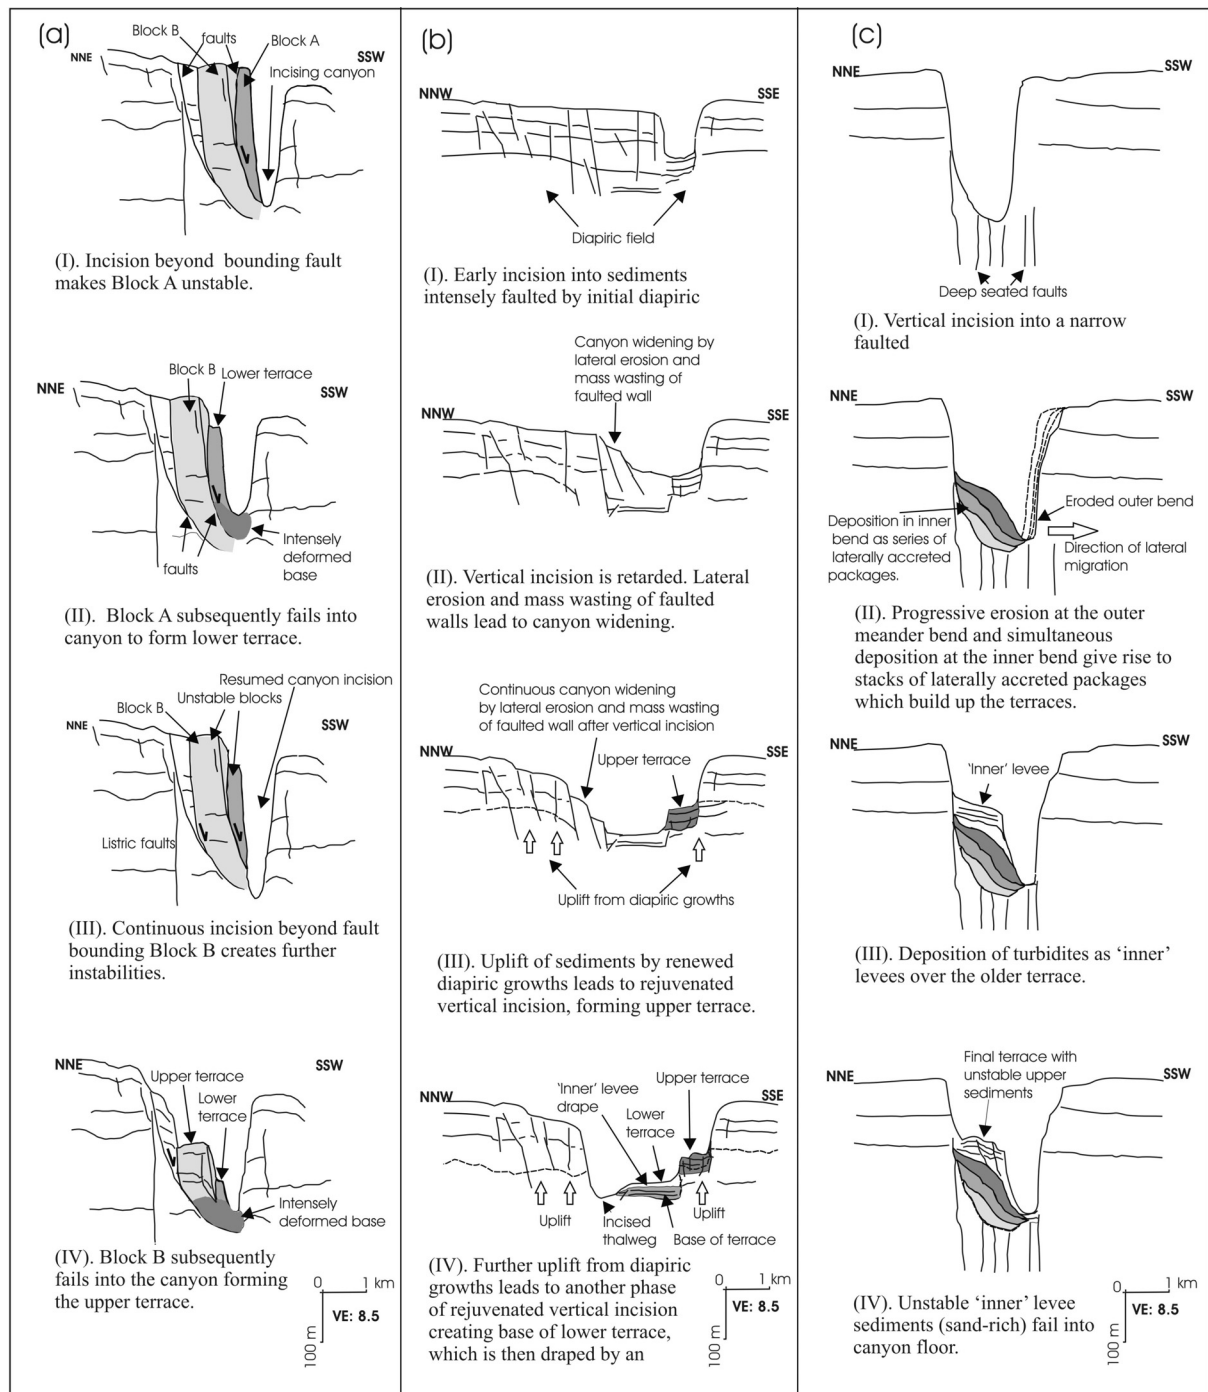 (a)
Block B
faults
Block A
NNE
SSW
Incising canyon
(I). Incision beyond bounding fault
makes Block A unstable.
Block B
Lower terrace
NNE
SSW
faults
Intensely
deformed
base
(II). Block A subsequently fails into
canyon to form lower terrace.
Resumed canyon incision
Unstable blocks
Block B
NNE
SSW
Listric faults
(III). Continuous incision beyond fault
bounding Block B creates further
instabilities.
NNE
SSW
Upper terrace
Lower
terrace
Intensely
deformed base
(IV). Block B subsequently
fails into the canyon forming
the upper terrace.
0 1 km
VE: 8.5
100 m
(b)
NNW
SSE
Diapiric field
(I). Early incision into sediments
intensely faulted by initial diapiric
Canyon widening by
lateral erosion and
mass wasting of
faulted wall
NNW
SSE
(II). Vertical incision is retarded. Lateral
erosion and mass wasting of faulted
walls lead to canyon widening.
Continuous canyon widening
by lateral erosion and mass wasting
of faulted wall after vertical incision
NNW
SSE
Upper terrace
Uplift from diapiric growths
(III). Uplift of sediments by renewed
diapiric growths leads to rejuvenated
vertical incision, forming upper terrace.
NNW
SSE
Upper terrace
'Inner' levee
drape
Lower
terrace
Uplift
Incised
thalweg
Uplift
Base of terrace
(IV). Further uplift from diapiric
growths leads to another phase
of rejuvenated vertical incision
creating base of lower terrace,
which is then draped by an
0 1 km
VE: 8.5
100 m
(c)
NNE
SSW
Deep seated faults
(I). Vertical incision into a narrow
faulted
NNE
SSW
Deposition in inner
bend as series of
laterally accreted
packages.
Eroded outer bend
Direction of lateral
migration
(II). Progressive erosion at the outer
meander bend and simultaneous
deposition at the inner bend give rise to
stacks of laterally accreted packages
which build up the terraces.
NNE
SSW
'Inner' levee
(III). Deposition of turbidites as 'inner'
levees over the older terrace.
Final terrace with
unstable upper
sediments
NNE
SSW
(IV). Unstable 'inner' levee
sediments (sand-rich) fail into
canyon floor.
0 1 km
VE: 8.5
100 m